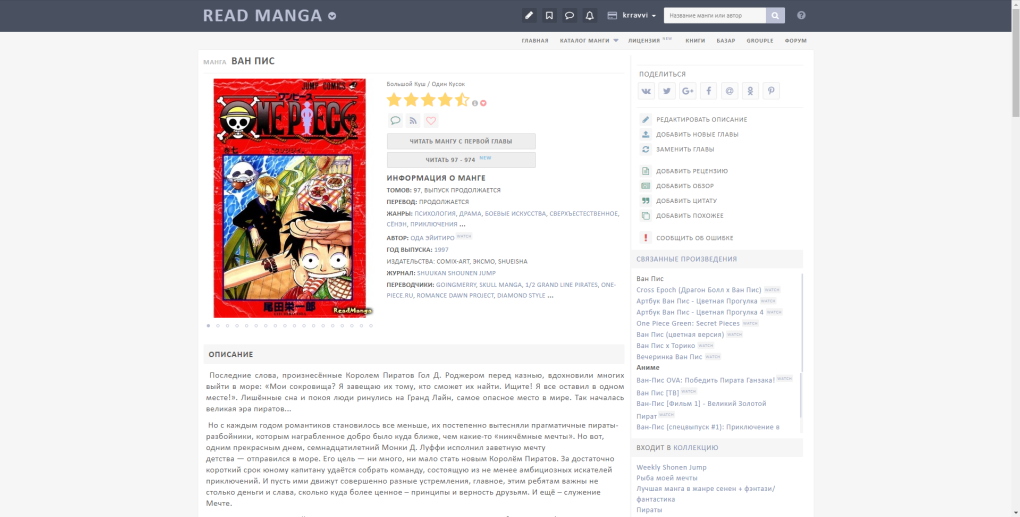 READ MANGA
krravvi
Название манги или автор
ГЛАВНАЯ КАТАЛОГ МАНГИ ЛИЦЕНЗИЯ NEW КНИГИ БАЗАР GROUPLE ФОРУМ
МАНГА ВАН ПИС
JUMP COMICS
ワンピース
ONE PIECE
尾田栄一郎
ReadManga
Большой Куш / Один Кусок
ЧИТАТЬ МАНГУ С ПЕРВОЙ ГЛАВЫ
ЧИТАТЬ 97 - 974 NEW
ИНФОРМАЦИЯ О МАНГЕ
ТОМОВ: 97, ВЫПУСК ПРОДОЛЖАЕТСЯ
ПЕРЕВОД: ПРОДОЛЖАЕТСЯ
ЖАНРЫ: ПСИХОЛОГИЯ, ДРАМА, БОЕВЫЕ ИСКУССТВА, СВЕРХЪЕСТЕСТВЕННОЕ,
СЁНЭН, ПРИКЛЮЧЕНИЯ ...
АВТОР: ОДА ЭЙИТИРО
ГОД ВЫПУСКА: 1997
ИЗДАТЕЛЬСТВА: COMIX-ART, ЭКСМО, SHUEISHA
ЖУРНАЛ: SHUUKAN SHOUNEN JUMP
ПЕРЕВОДЧИКИ: GOINGMERRY, SKULL MANGA, 1/2 GRAND LINE PIRATES, ONE-
PIECE.RU, ROMANCE DAWN PROJECT, DIAMOND STYLE ...
ОПИСАНИЕ
Последние слова, произнесённые Королем Пиратов Гол Д. Роджером перед казнью, вдохновили многих
выйти в море: «Мои сокровища? Я завещаю их тому, кто сможет их найти. Ищите! Я все оставил в одном
месте!». Лишённые сна и покоя люди ринулись на Гранд Лайн, самое опасное место в мире. Так началась
великая эра пиратов...
Но с каждым годом романтиков становилось все меньше, их постепенно вытесняли прагматичные пираты-
разбойники, которым награбленное добро было куда ближе, чем какие-то «никчёмные мечты». Но вот,
одним прекрасным днем, семнадцатилетний Монки Д. Луффи исполнил заветную мечту
детства — отправился в море. Его цель — ни много, ни мало стать новым Королём Пиратов. За достаточно
короткий срок юному капитану удаётся собрать команду, состоящую из не менее амбициозных искателей
приключений. И пусть ими движут совершенно разные устремления, главное, этим ребятам важны не
столько деньги и слава, сколько куда более ценное – принципы и верность друзьям. И ещё – служение
Мечте.
ПОДЕЛИТЬСЯ
РЕДАКТИРОВАТЬ ОПИСАНИЕ
ДОБАВИТЬ НОВЫЕ ГЛАВЫ
ЗАМЕНИТЬ ГЛАВЫ
ДОБАВИТЬ РЕЦЕНЗИЮ
ДОБАВИТЬ ОБЗОР
ДОБАВИТЬ ЦИТАТУ
ДОБАВИТЬ ПОХОЖЕЕ
СООБЩИТЬ ОБ ОШИБКЕ
СВЯЗАННЫЕ ПРОИЗВЕДЕНИЯ
Ван Пис
Cross Epoch (Драгон Болл x Ван Пис)
Артбук Ван Пис - Цветная Прогулка
Артбук Ван Пис - Цветная Прогулка 4
One Piece Green: Secret Pieces
Ван Пис (цветная версия)
Ван Пис x Торико
Вечеринка Ван Пис
Аниме
Ван-Пис OVA: Победить Пирата Ганзака!
Ван Пис [ТВ]
Ван-Пис [Фильм 1] - Великий Золотой
Пират
Ван-Пис (спецвыпуск #1): Приключение в
ВХОДИТ В КОЛЛЕКЦИЮ
Weekly Shonen Jump
Рыба моей мечты
Лучшая манга в жанре сенен + фэнтази/
фантастика
Пираты